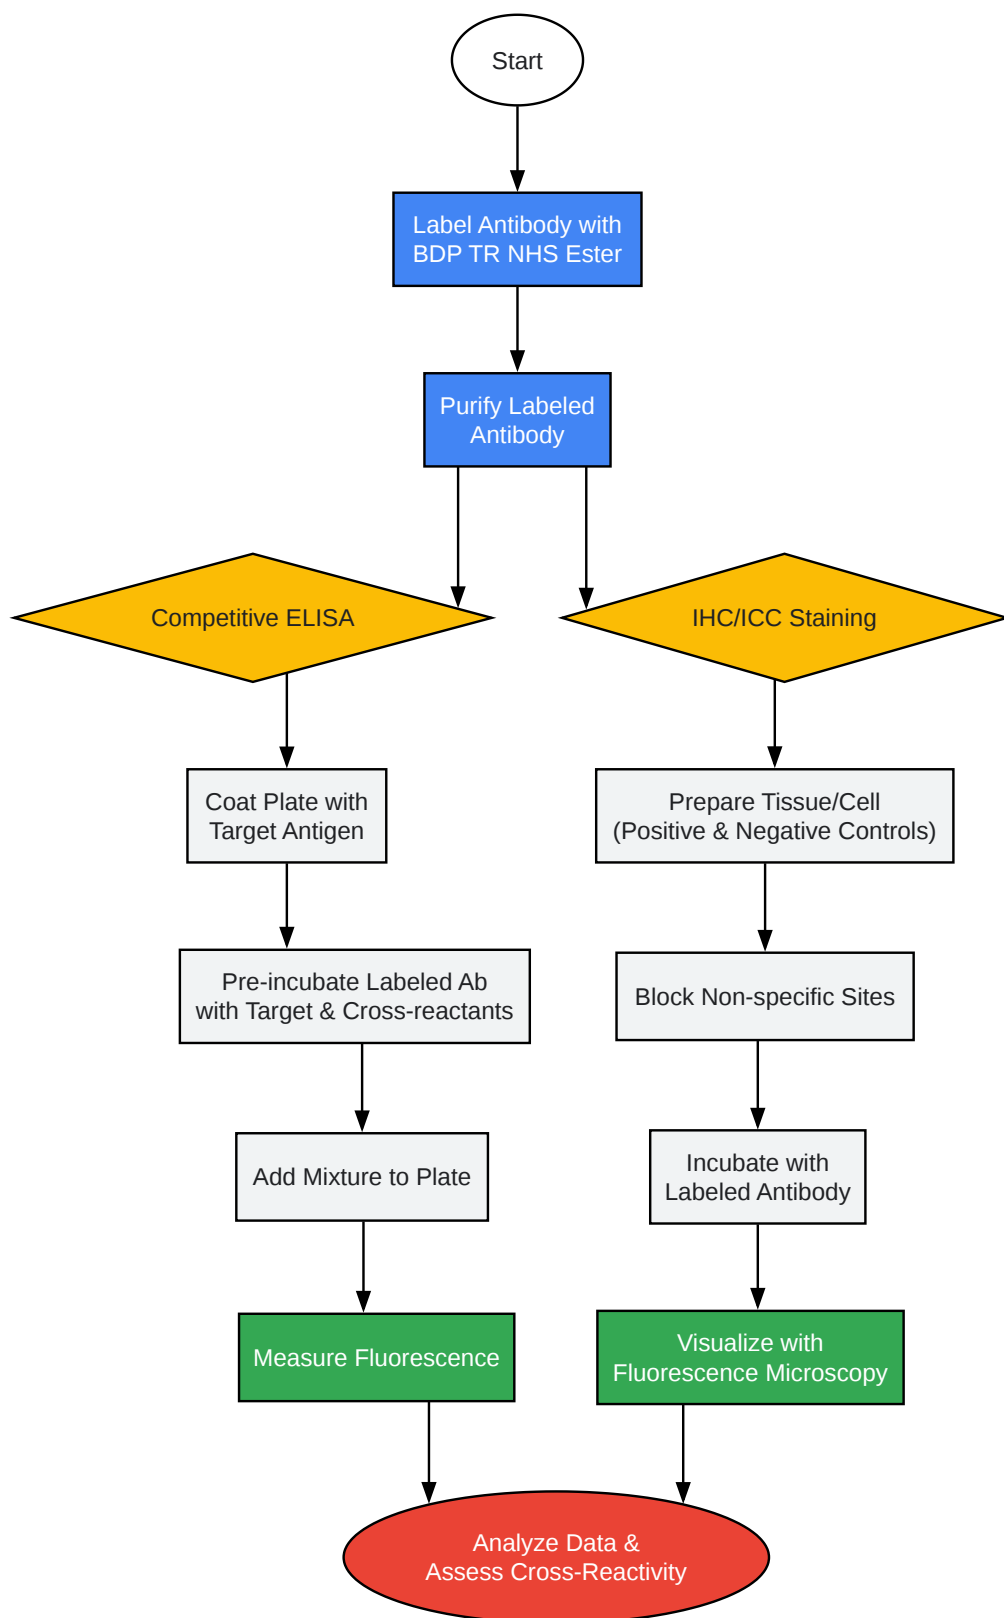 Start
Label Antibody with
BDP TR NHS Ester
Purify Labeled
Antibody
Competitive ELISA
IHC/ICC Staining
Coat Plate with
Target Antigen
Prepare Tissue/Cell
(Positive & Negative Controls)
Pre-incubate Labeled Ab
with Target & Cross-reactants
Block Non-specific Sites
Add Mixture to Plate
Incubate with
Labeled Antibody
Measure Fluorescence
Visualize with
Fluorescence Microscopy
Analyze Data &
Assess Cross-Reactivity